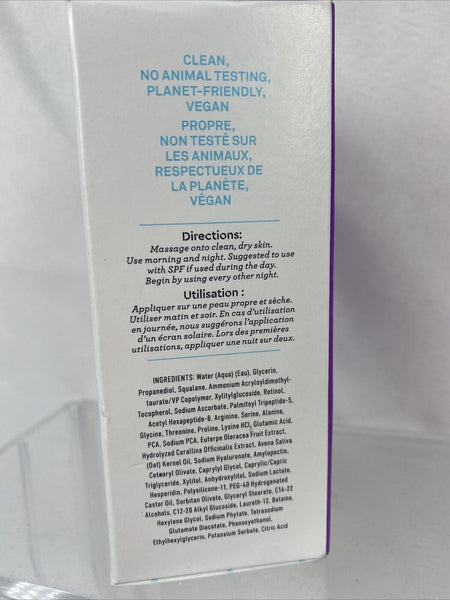 CLEAN,
NO ANIMAL TESTING,
PLANET-FRIENDLY,
VEGAN
PROPRE,
NON TESTÉ SUR
LES ANIMAUX,
RESPECTUEUX DE
LA PLANÈTE,
VÉGAN
Directions:
Massage onto clean, dry skin.
Use morning and night. Suggested to use
with SPF if used during the day.
Begin by using every other night.
Utilisation :
Appliquer sur une peau propre et sèche.
Utiliser matin et soir. En cas d'utilisation
en journée, nous suggérons l'application
d'un écran solaire. Lors des premières
utilisations, appliquer une nuit sur deux.
INGREDIENTS: Water (Aqua) (Eau), Glycerin,
Propanediol, Squalane, Ammonium Acryloyldimethyl-
taurate/VP Copolymer, Xylitylglucoside, Retinol,
Tocopherol, Sodium Ascorbate, Palmitoyl Tripeptide-5,
Acetyl Hexapeptide-8, Arginine, Serine, Alanine,
Glycine, Threonine, Proline, Lysine HCl, Glutamic Acid,
PCA, Sodium PCA, Euterpe Oleracea Fruit Extract,
Hydrolyzed Corallina Officinalis Extract, Avena Sativa
(Oat) Kernel Oil, Sodium Hyaluronate, Amylopectin,
Cetearyl Olivate, Caprylyl Glycol, Caprylic/Capric
Triglyceride, Xylitol, Anhydroxylitol, Sodium Lactate,
Hesperidin, Polysilicone-11, PEG-40 Hydrogenated
Castor Oil, Sorbitan Olivate, Glyceryl Stearate, C14-22
Alcohols, C12-20 Alkyl Glucoside, Laureth-12, Betaine,
Hexylene Glycol, Sodium Phytate, Tetrasodium
Glutamate Diacetate, Phenoxyethanol,
Ethylhexylglycerin, Potassium Sorbate, Citric Acid